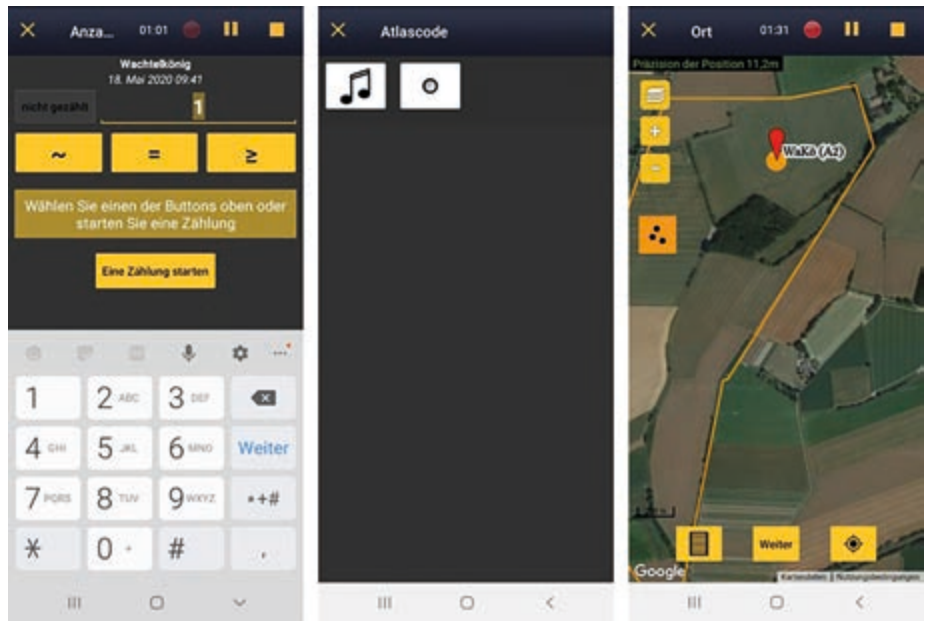 Anza... 01:01
Wachtelkönig
18. Mai 2020 09:41
nicht gezählt 1
~ = ≥
Wählen Sie einen der Buttons oben oder
starten Sie eine Zählung
Eine Zählung starten
1 2 ABC 3 DEF
4 GHI 5 JKL 6 MNO Weiter
7 PQRS 8 TUV 9 WXYZ *+#
* 0 + # ,
Atlascode
Ort 01:31
Präzision der Position 11,2m
+
WaKö (A2)
-
Weiter
Google
Kartendaten Nutzungsbedingungen